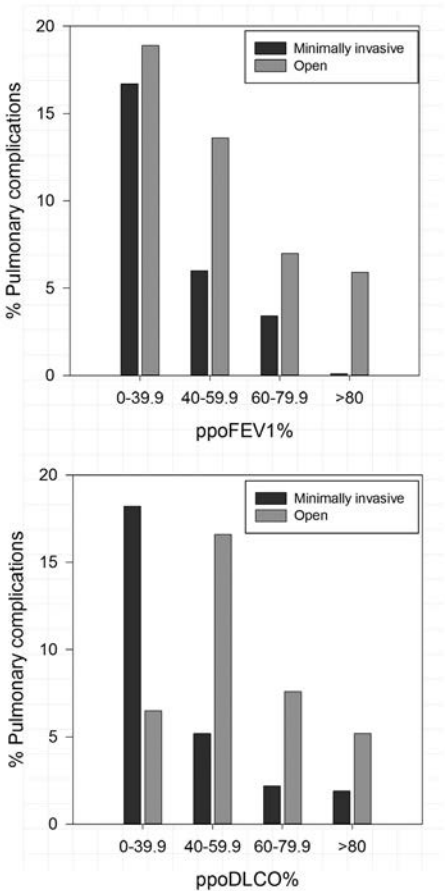 20
Minimally invasive
Open
15
10
5
0
% Pulmonary complications
0-39.9 40-59.9 60-79.9 >80
ppoFEV1%
20
Minimally invasive
Open
15
10
5
0
% Pulmonary complications
0-39.9 40-59.9 60-79.9 >80
ppoDLCO%